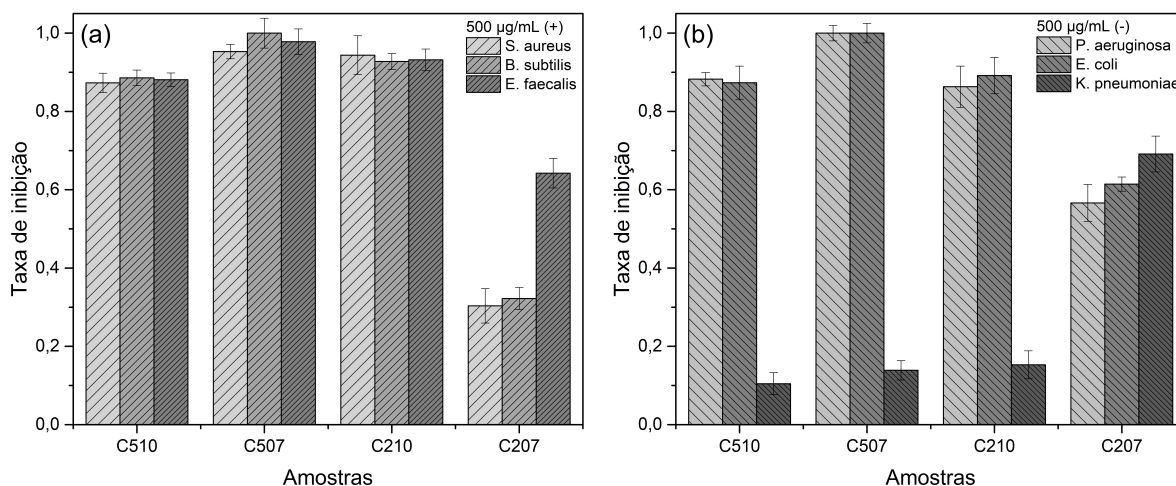 (a)
500 µg/mL (+)
S. aureus
B. subtilis
E. faecalis
Taxa de inibição
1,0
0,8
0,6
0,4
0,2
0,0
C510 C507 C210 C207
Amostras
(b)
500 µg/mL (-)
P. aeruginosa
E. coli
K. pneumoniae
Taxa de inibição
1,0
0,8
0,6
0,4
0,2
0,0
C510 C507 C210 C207
Amostras